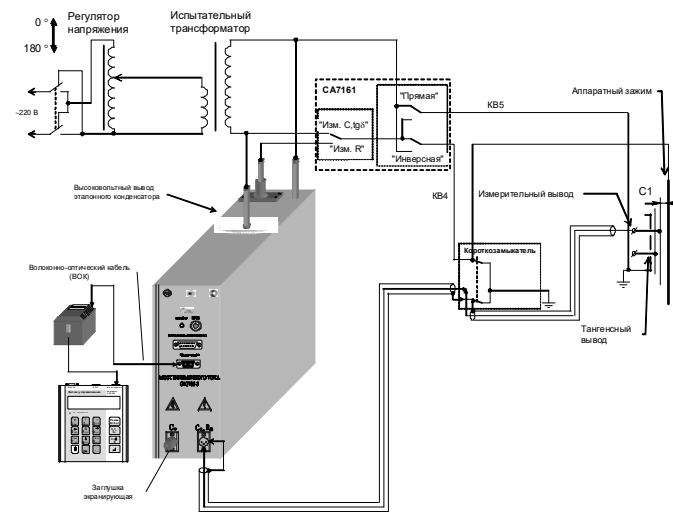 0 °
180 °
Регулятор
напряжения
Испытательный
трансформатор
~220 В
СА7161
"Прямая"
"Изм. C,tgδ"
"Изм. R"
"Инверсная"
КВ5
КВ4
Аппаратный зажим
Измерительный вывод
С1
Высоковольтный вывод
эталонного конденсатора
Короткозамыкатель
Волоконно-оптический кабель
(ВОК)
Тангенсный
вывод
Заглушка
экранирующая